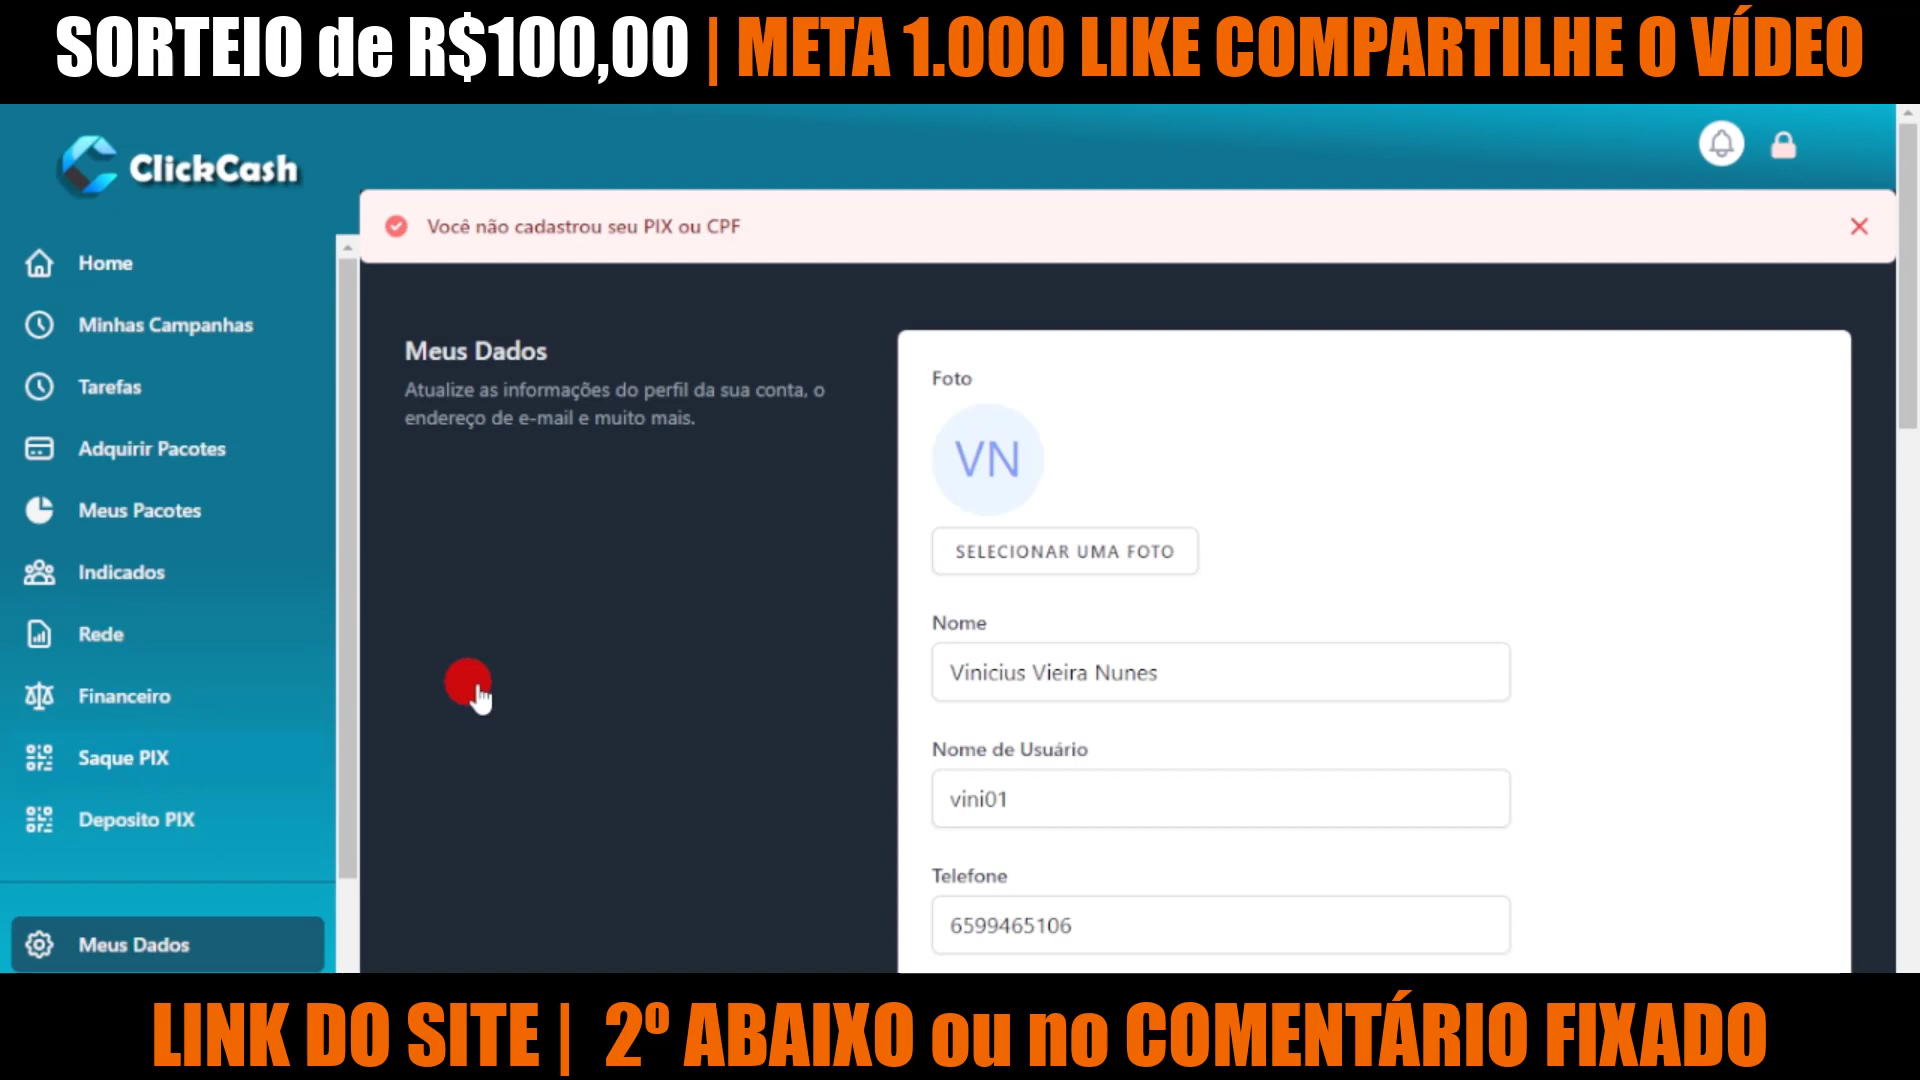 SORTEIO de R$100,00 | META 1.000 LIKE COMPARTILHE O VÍDEO
ClickCash
Você não cadastrou seu PIX ou CPF
Home
Minhas Campanhas
Tarefas
Adquirir Pacotes
Meus Pacotes
Indicados
Rede
Financeiro
Saque PIX
Deposito PIX
Meus Dados
Meus Dados
Atualize as informações do perfil da sua conta, o
endereço de e-mail e muito mais.
Foto
VN
SELECIONAR UMA FOTO
Nome
Vinicius Vieira Nunes
Nome de Usuário
vini01
Telefone
6599465106
LINK DO SITE | 2º ABAIXO ou no COMENTÁRIO FIXADO